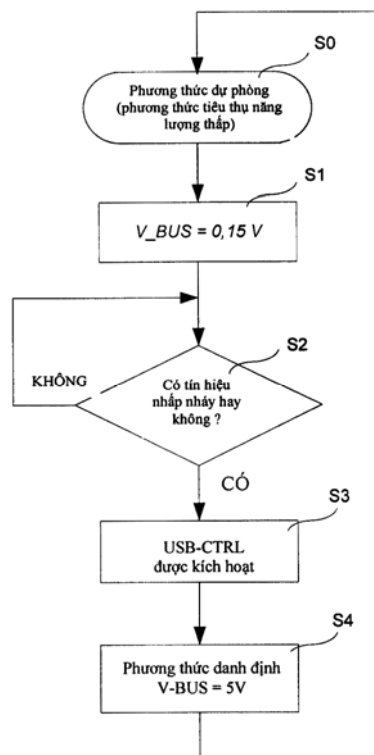 S0
Phương thức dự phòng
(phương thức tiêu thụ năng
lượng thấp)
S1
V_BUS = 0,15 V
S2
KHÔNG
Có tín hiệu
nhấp nháy hay
không ?
CÓ
S3
USB-CTRL
được kích hoạt
S4
Phương thức danh định
V-BUS = 5V